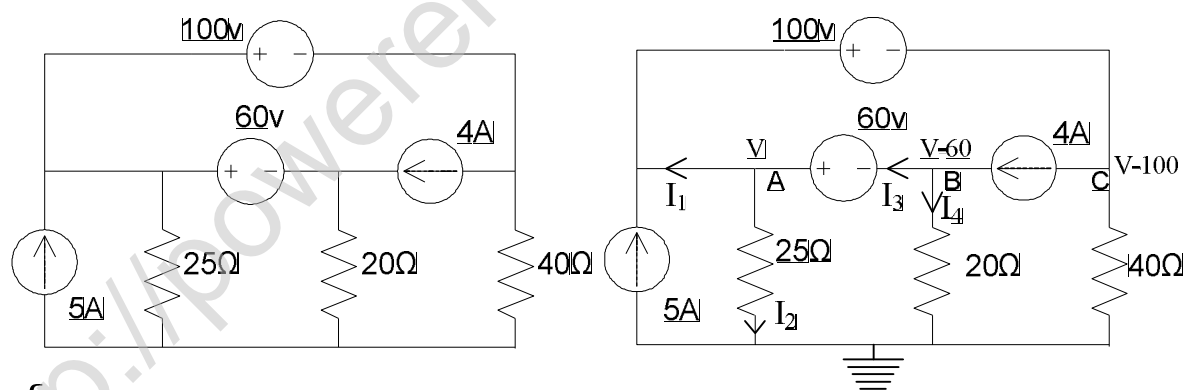 100v
+ -
60v
+ -
4A
5A
25Ω
20Ω
40Ω
100v
+ -
60v
+ -
4A
V
V-60
V-100
A
B
C
I1
I3
I4
25Ω
20Ω
40Ω
5A
I2
p://powere